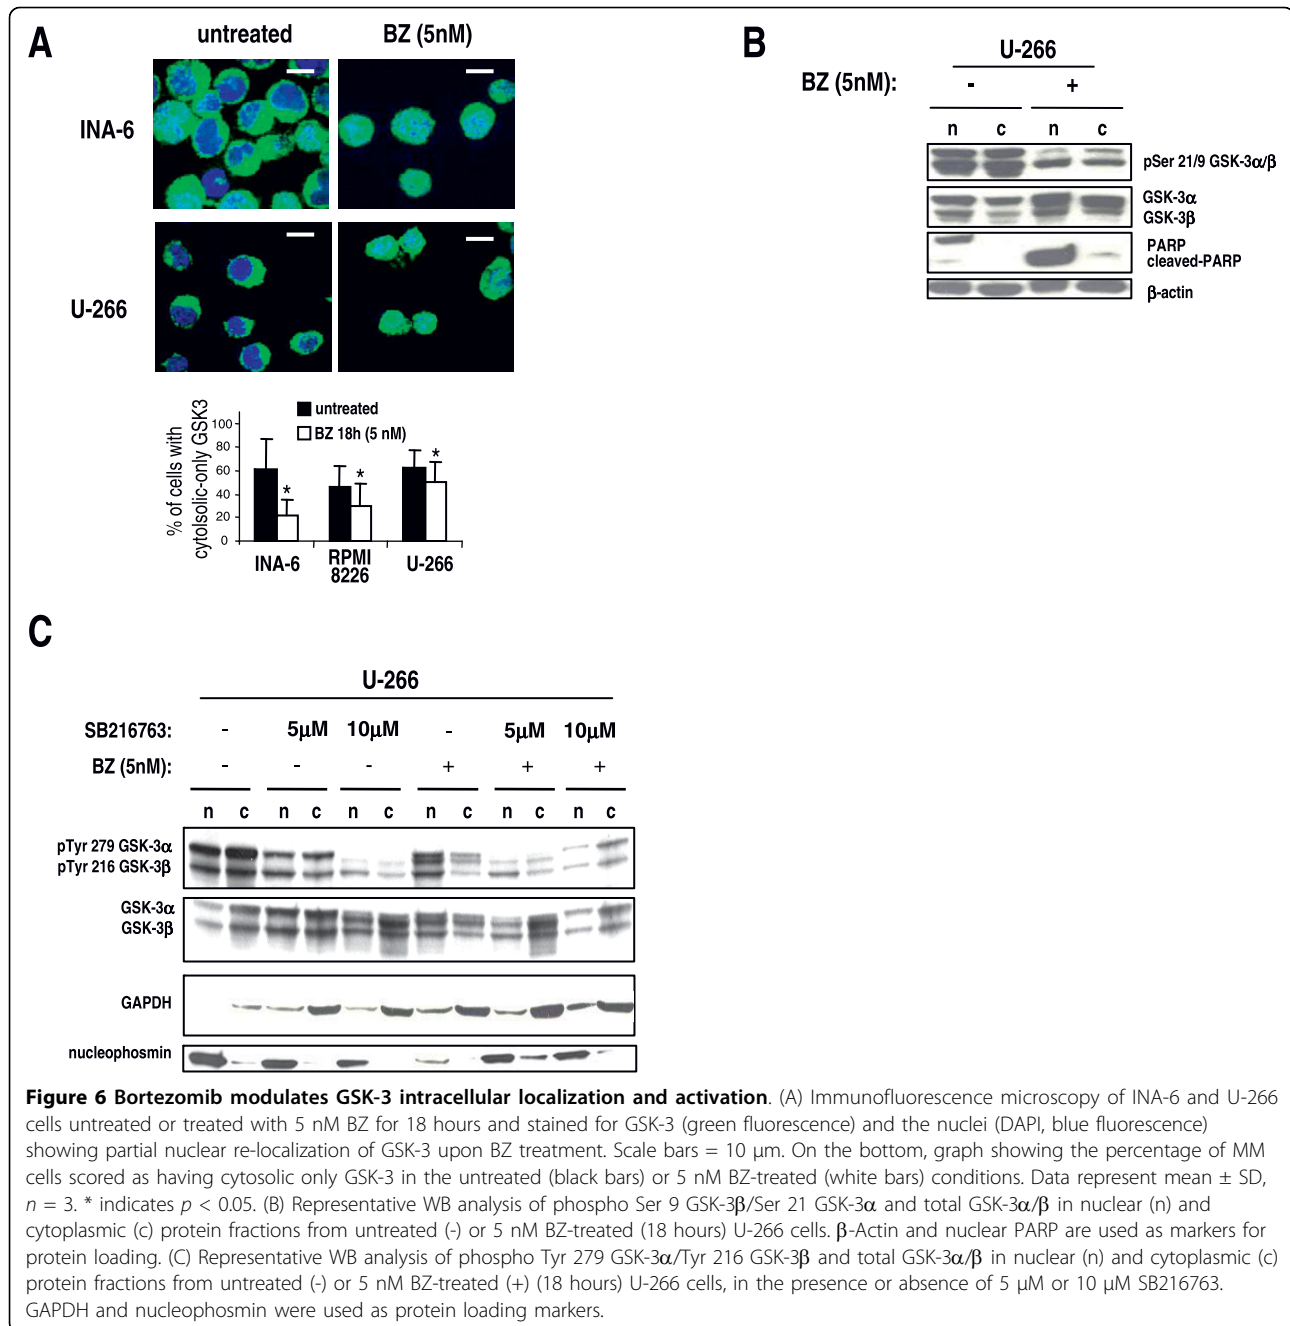 A
untreated BZ (5nM)
INA-6
U-266
% of cells with
cytolsolic-only GSK3
100
80
60
40
20
0
untreated
BZ 18h (5 nM)
* * *
INA-6 RPMI 8226 U-266
B
U-266
BZ (5nM): - +
n c n c
pSer 21/9 GSK-3α/β
GSK-3α
GSK-3β
PARP
cleaved-PARP
β-actin
C
U-266
SB216763: - 5µM 10µM - 5µM 10µM
BZ (5nM): - - - + + +
n c n c n c n c n c n c
pTyr 279 GSK-3α
pTyr 216 GSK-3β
GSK-3α
GSK-3β
GAPDH
nucleophosmin
Figure 6 Bortezomib modulates GSK-3 intracellular localization and activation. (A) Immunofluorescence microscopy of INA-6 and U-266
cells untreated or treated with 5 nM BZ for 18 hours and stained for GSK-3 (green fluorescence) and the nuclei (DAPI, blue fluorescence)
showing partial nuclear re-localization of GSK-3 upon BZ treatment. Scale bars = 10 µm. On the bottom, graph showing the percentage of MM
cells scored as having cytosolic only GSK-3 in the untreated (black bars) or 5 nM BZ-treated (white bars) conditions. Data represent mean ± SD,
n = 3. * indicates p < 0.05. (B) Representative WB analysis of phospho Ser 9 GSK-3β/Ser 21 GSK-3α and total GSK-3α/β in nuclear (n) and
cytoplasmic (c) protein fractions from untreated (-) or 5 nM BZ-treated (18 hours) U-266 cells. β-Actin and nuclear PARP are used as markers for
protein loading. (C) Representative WB analysis of phospho Tyr 279 GSK-3α/Tyr 216 GSK-3β and total GSK-3α/β in nuclear (n) and cytoplasmic (c)
protein fractions from untreated (-) or 5 nM BZ-treated (+) (18 hours) U-266 cells, in the presence or absence of 5 µM or 10 µM SB216763.
GAPDH and nucleophosmin were used as protein loading markers.